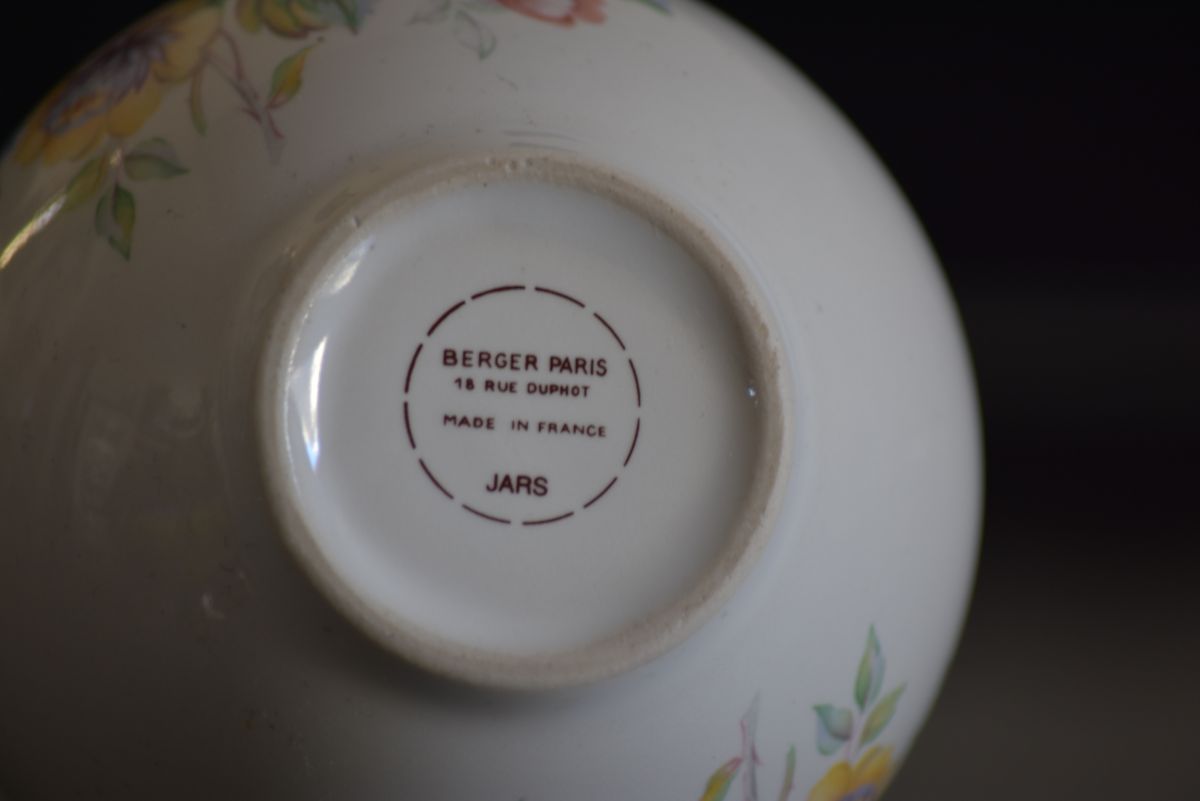 BERGER PARIS
18 RUE DUPHOT
MADE IN FRANCE
JARS